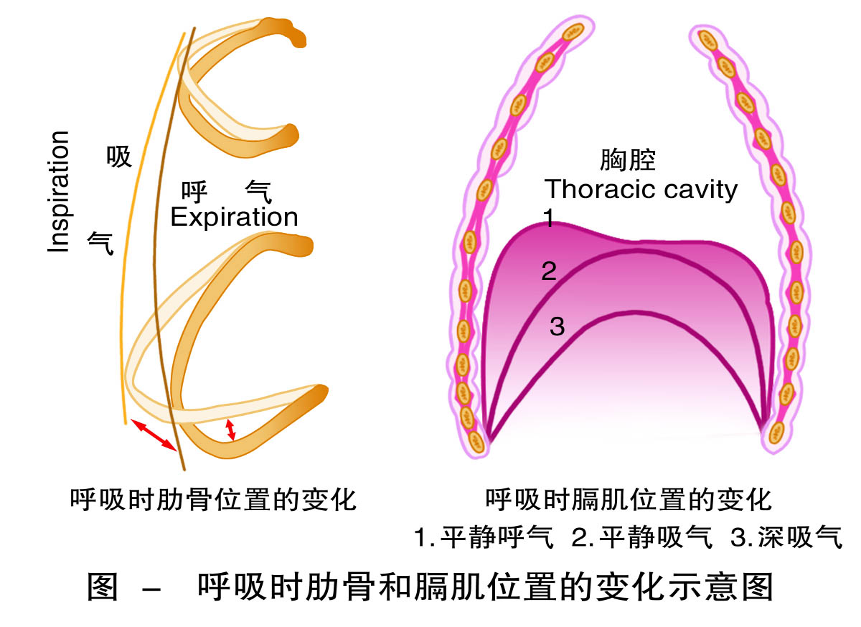 Inspiration
吸
气
呼 气
Expiration
呼吸时肋骨位置的变化
胸腔
Thoracic cavity
1
2
3
呼吸时膈肌位置的变化
1.平静呼气 2.平静吸气 3.深吸气
图 – 呼吸时肋骨和膈肌位置的变化示意图